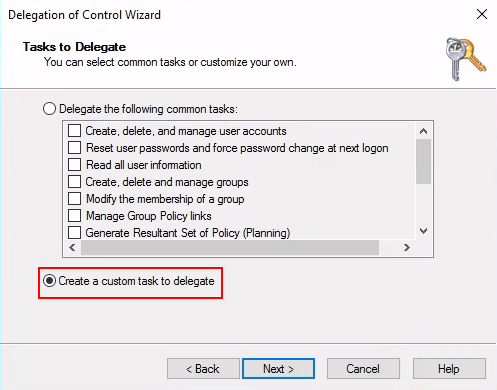 Delegation of Control Wizard
Tasks to Delegate
You can select common tasks or customize your own.
Delegate the following common tasks:
Create, delete, and manage user accounts
Reset user passwords and force password change at next logon
Read all user information
Create, delete and manage groups
Modify the membership of a group
Manage Group Policy links
Generate Resultant Set of Policy (Planning)
Create a custom task to delegate
< Back
Next >
Cancel
Help